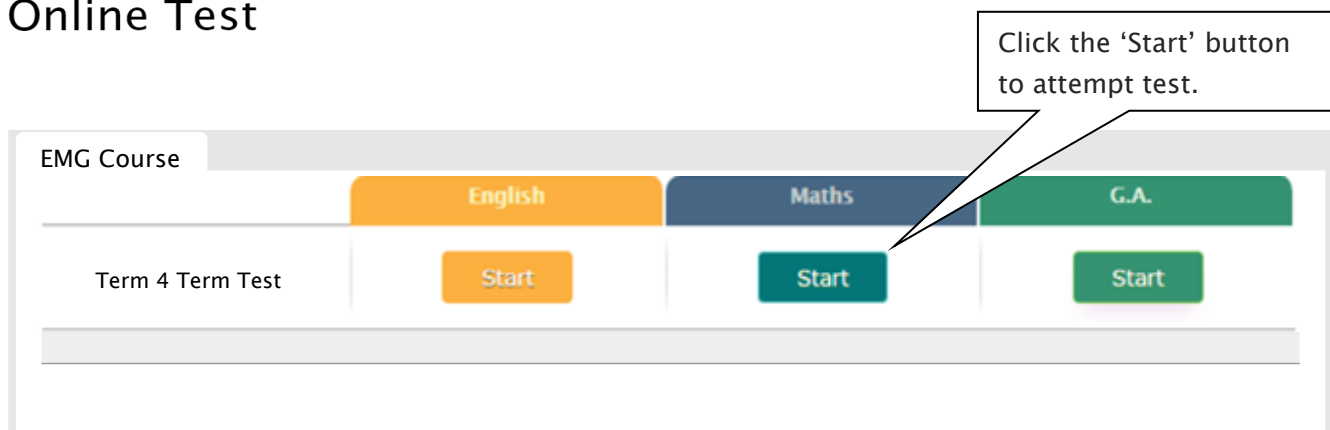 Online Test
Click the ‘Start’ button
to attempt test.
EMG Course
English Maths G.A.
Term 4 Term Test Start Start Start